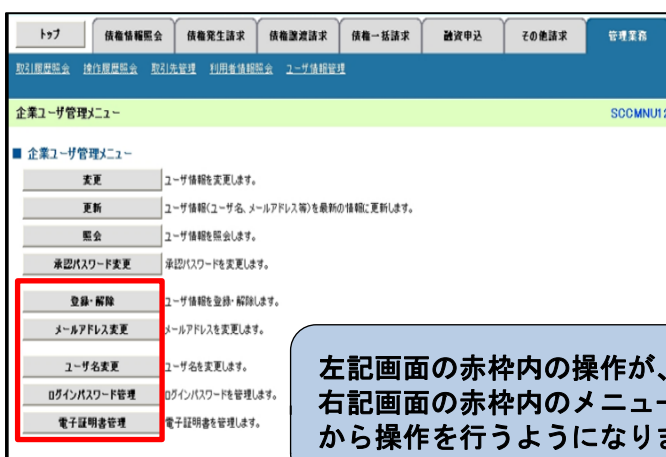 トップ 債権情報照会 債権発生請求 債権譲渡請求 債権一括請求 融資申込 その他請求 管理業務
取引履歴照会 操作履歴照会 取引先管理 利用者情報照会 ユーザ情報管理
企業ユーザ管理メニュー SCCMNU12
■ 企業ユーザ管理メニュー
変更 ユーザ情報を変更します。
更新 ユーザ情報(ユーザ名、メールアドレス等)を最新の情報に更新します。
照会 ユーザ情報を照会します。
承認パスワード変更 承認パスワードを変更します。
登録・解除 ユーザ情報を登録・解除します。
メールアドレス変更 メールアドレスを変更します。
ユーザ名変更 ユーザ名を変更します。
ログインパスワード管理 ログインパスワードを管理します。
電子証明書管理 電子証明書を管理します。
左記画面の赤枠内の操作が、
右記画面の赤枠内のメニュー
から操作を行うようになりま